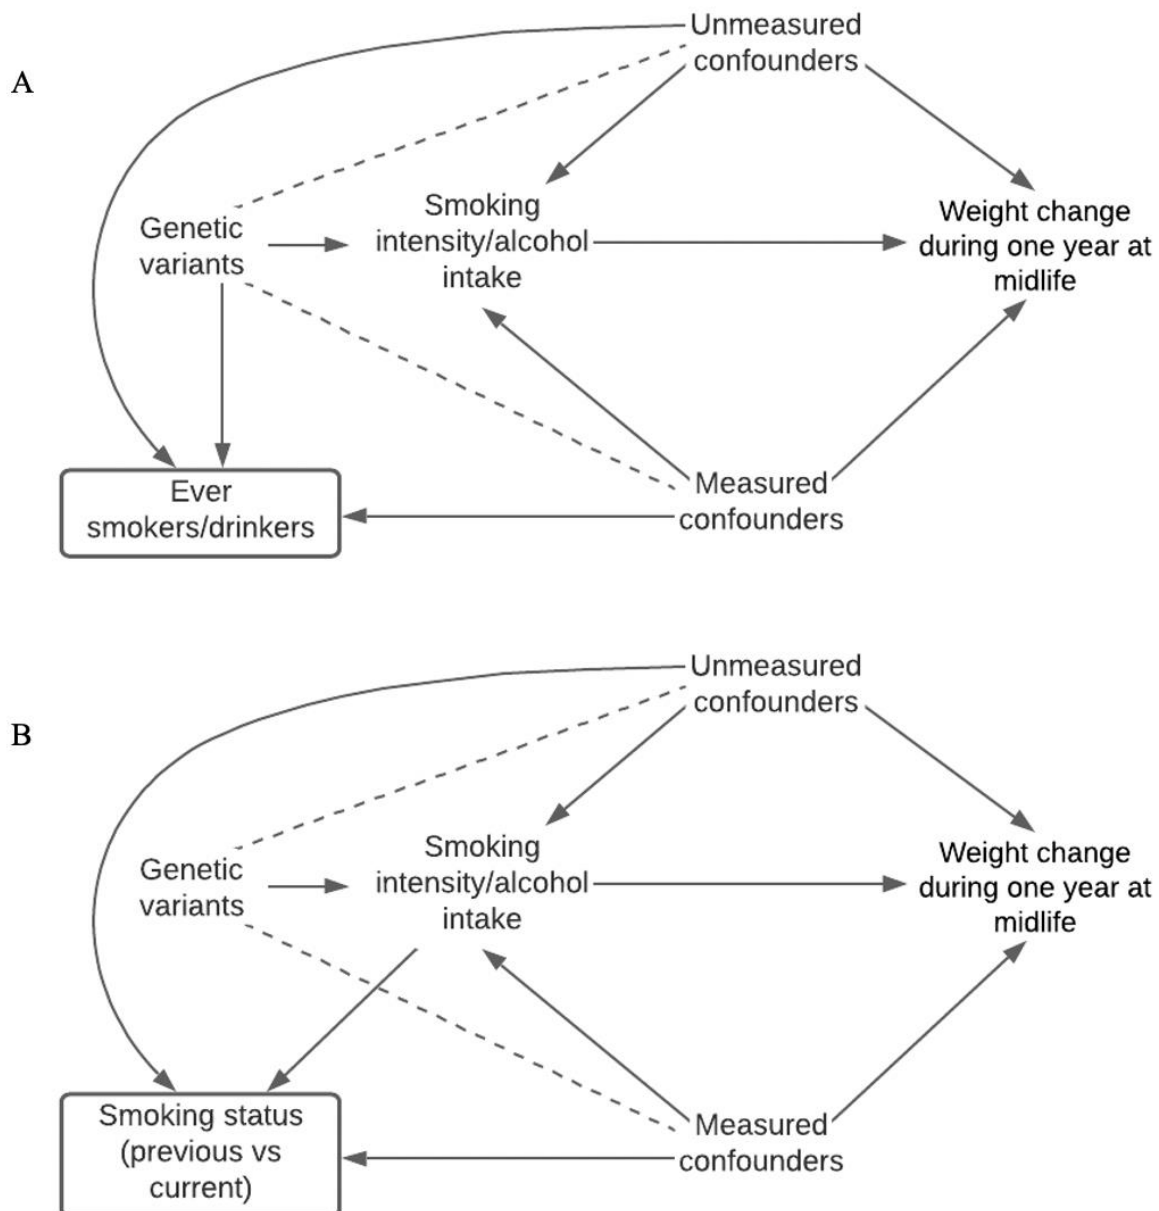 A
Unmeasured
confounders
Genetic
variants
Smoking
intensity/alcohol
intake
Weight change
during one year at
midlife
Ever
smokers/drinkers
Measured
confounders
B
Unmeasured
confounders
Genetic
variants
Smoking
intensity/alcohol
intake
Weight change
during one year at
midlife
Smoking status
(previous vs
current)
Measured
confounders